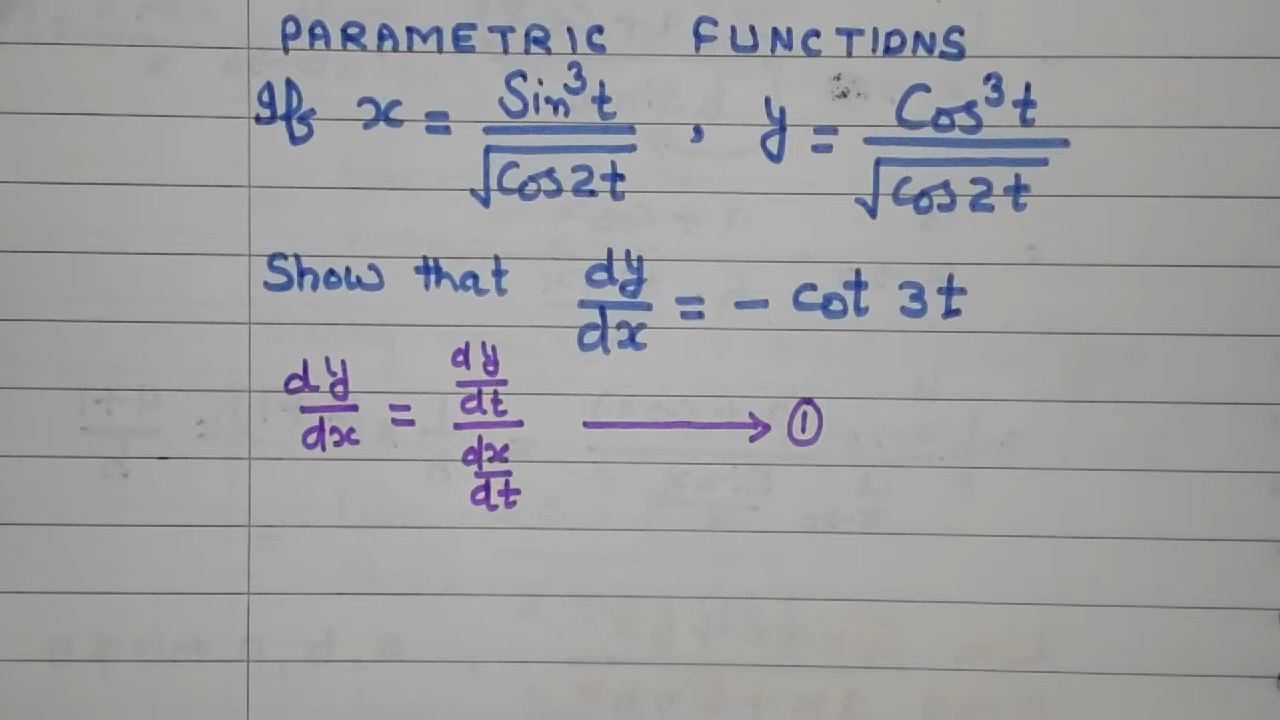 PARAMETRIC FUNCTIONS
If x = Sin³t / √Cos2t , y = Cos³t / √Cos2t
Show that dy/dx = - cot 3t
dy/dx = dy/dt / dx/dt ⟶ ①